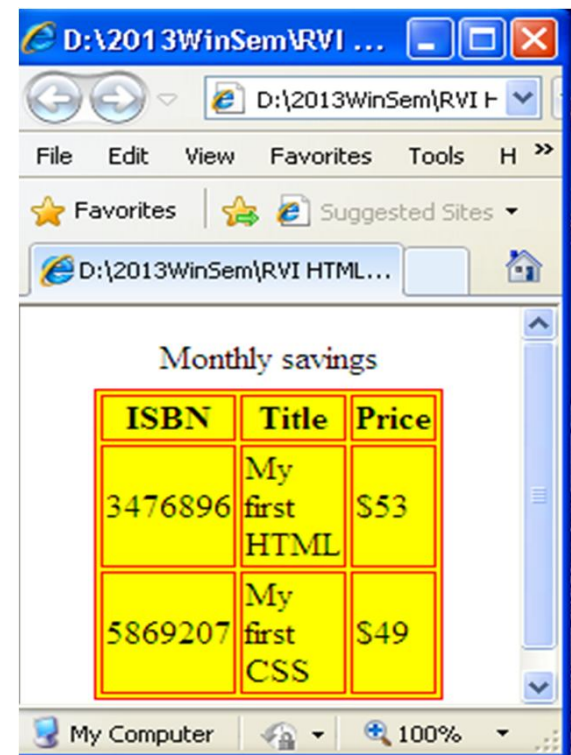 D:\2013WinSem\RVI ...
D:\2013WinSem\RVI H
File Edit View Favorites Tools H »
Favorites Suggested Sites
D:\2013WinSem\RVI HTML...
Monthly savings
ISBN Title Price
My
3476896 first $53
HTML
My
5869207 first $49
CSS
My Computer 100%